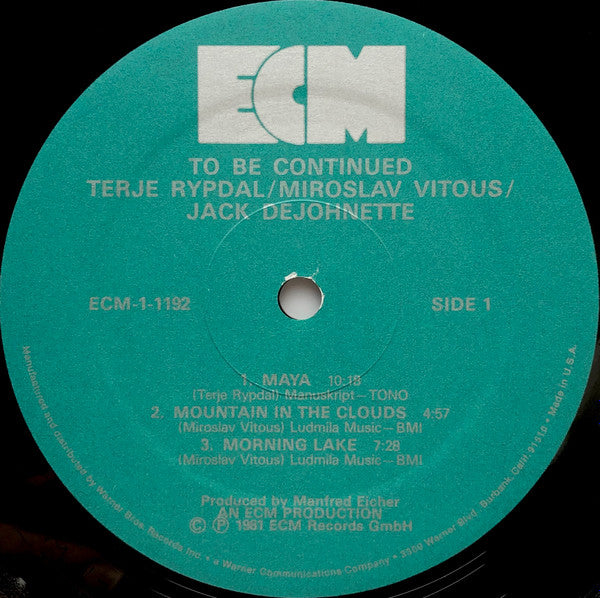 ECM
TO BE CONTINUED
TERJE RYPDAL/MIROSLAV VITOUS/
JACK DEJOHNETTE
ECM-1-1192
SIDE 1
1. MAYA 10:18
(Terje Rypdal) Manuskript–TONO
2. MOUNTAIN IN THE CLOUDS 4:57
(Miroslav Vitous) Ludmila Music–BMI
3. MORNING LAKE 7:28
(Miroslav Vitous) Ludmila Music–BMI
Produced by Manfred Eicher
AN ECM PRODUCTION
© ℗ 1981 ECM Records GmbH
Manufactured and distributed by Warner Bros. Records Inc. • a Warner Communications Company • 3300 Warner Blvd., Burbank, Calif. 91510 • Made in U.S.A.